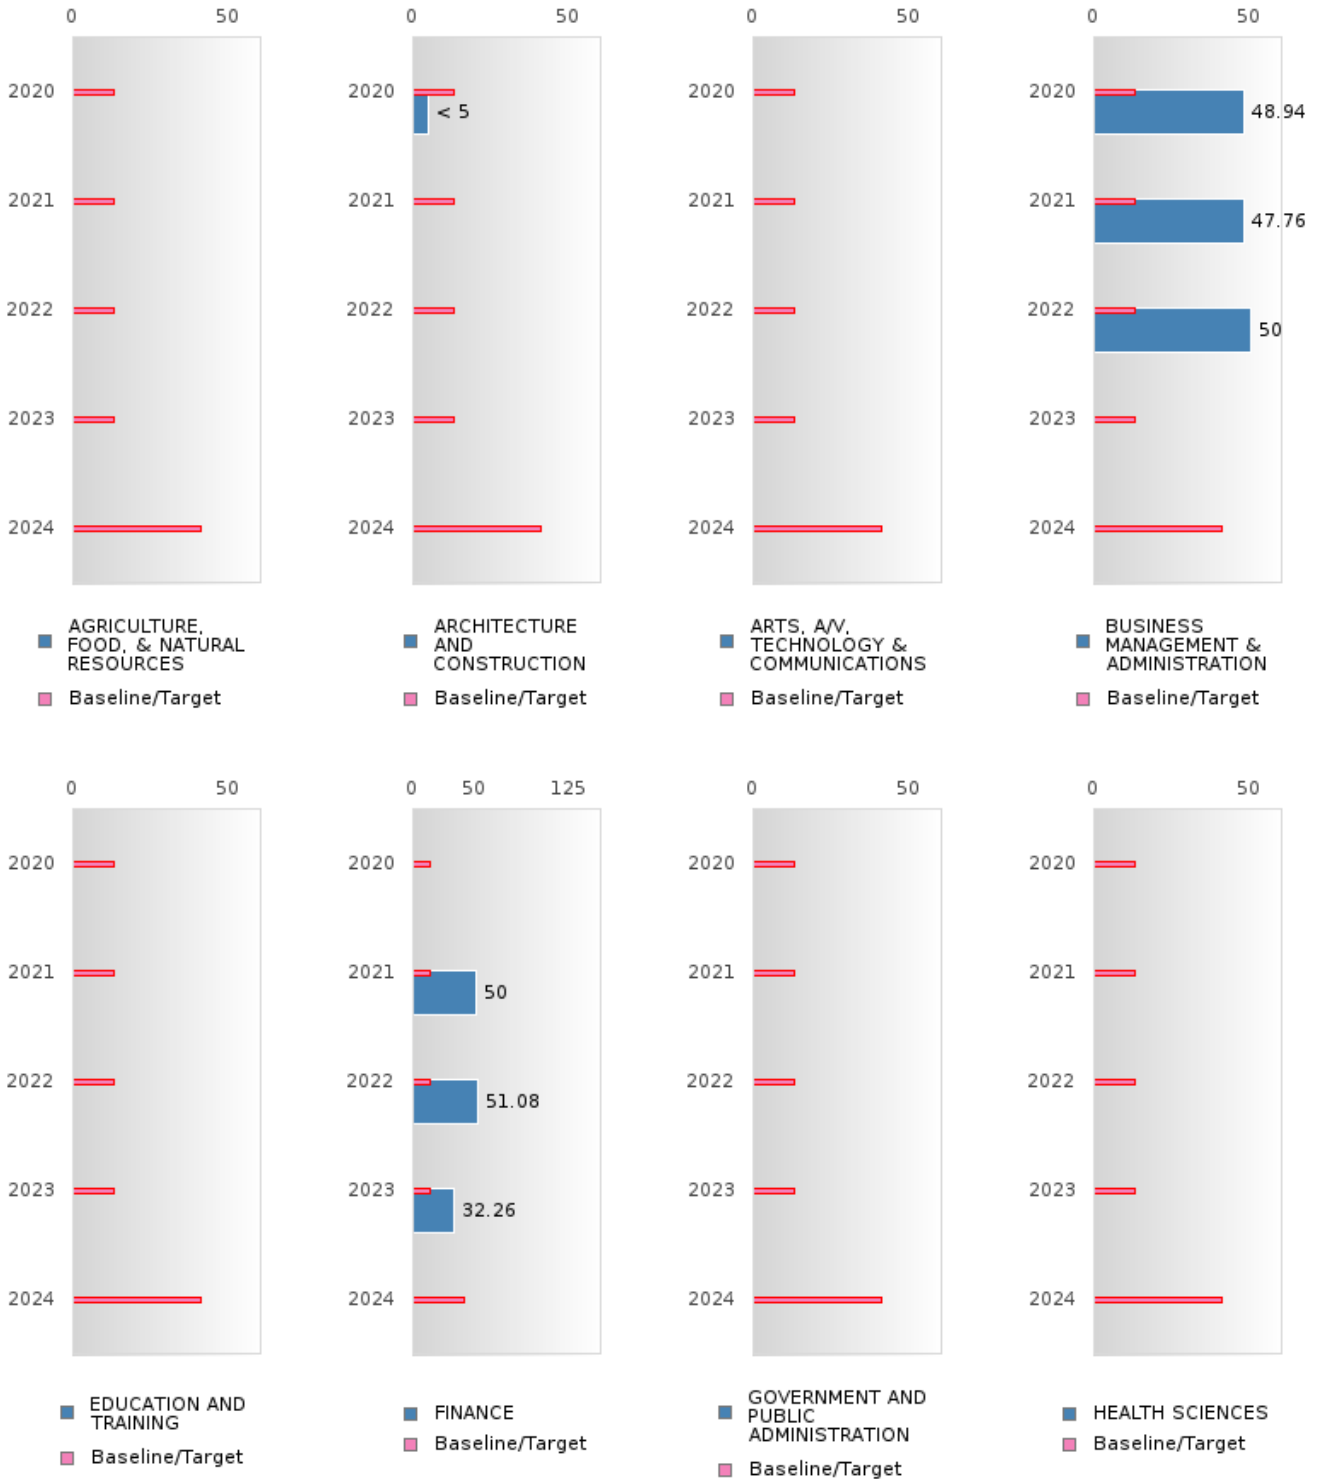 0 50
2020
2021
2022
2023
2024
AGRICULTURE,
FOOD, & NATURAL
RESOURCES
Baseline/Target
0 50
2020
< 5
2021
2022
2023
2024
ARCHITECTURE
AND
CONSTRUCTION
Baseline/Target
0 50
2020
2021
2022
2023
2024
ARTS, A/V,
TECHNOLOGY &
COMMUNICATIONS
Baseline/Target
0 50
2020
48.94
2021
47.76
2022
50
2023
2024
BUSINESS
MANAGEMENT &
ADMINISTRATION
Baseline/Target
0 50
2020
2021
2022
2023
2024
EDUCATION AND
TRAINING
Baseline/Target
0 50 125
2020
2021
50
2022
51.08
2023
32.26
2024
FINANCE
Baseline/Target
0 50
2020
2021
2022
2023
2024
GOVERNMENT AND
PUBLIC
ADMINISTRATION
Baseline/Target
0 50
2020
2021
2022
2023
2024
HEALTH SCIENCES
Baseline/Target